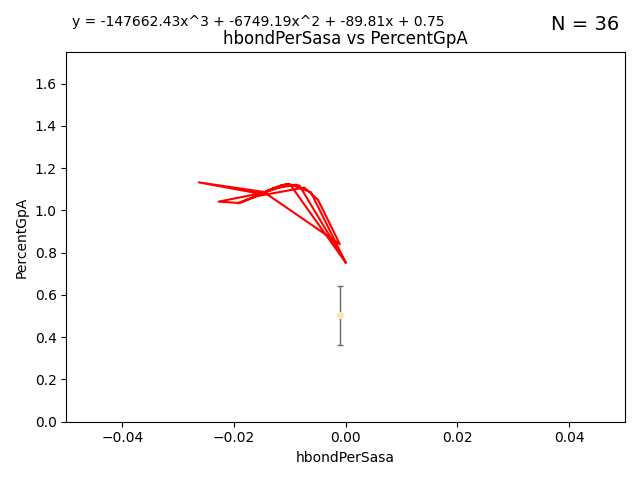 y = -147662.43x^3 + -6749.19x^2 + -89.81x + 0.75
N = 36
hbondPerSasa vs PercentGpA
PercentGpA
1.6
1.4
1.2
1.0
0.8
0.6
0.4
0.2
0.0
−0.04 −0.02 0.00 0.02 0.04
hbondPerSasa